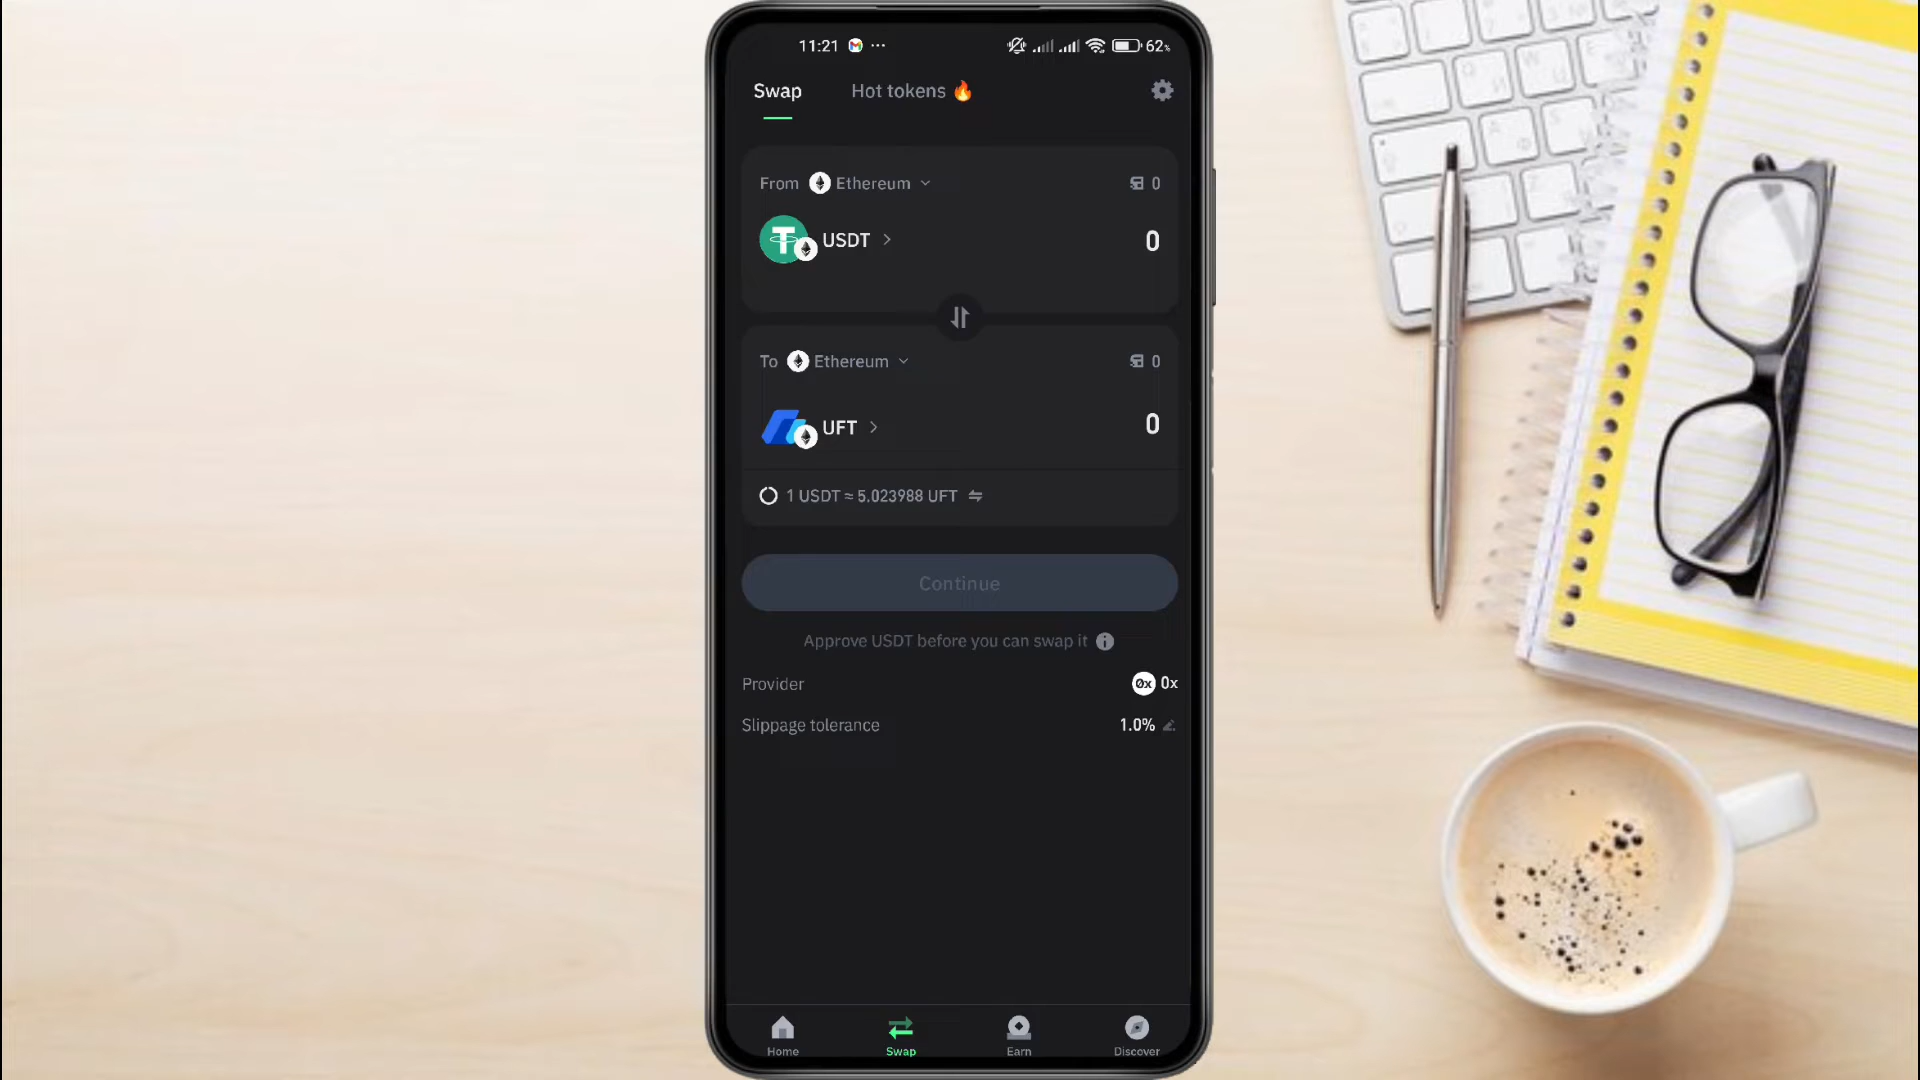 11:21 62%
Swap Hot tokens
From Ethereum 0
USDT 0
To Ethereum 0
UFT 0
1 USDT ≈ 5.023988 UFT
Continue
Approve USDT before you can swap it
Provider 0x 0x
Slippage tolerance 1.0%
Home Swap Earn Discover